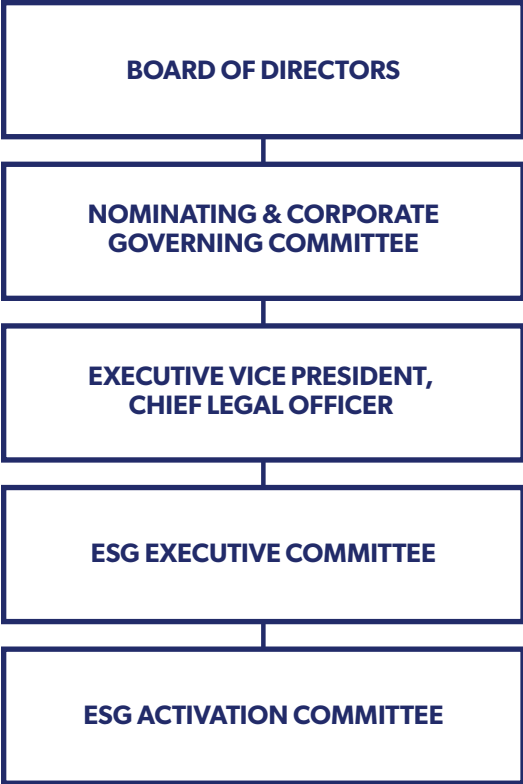 BOARD OF DIRECTORS
NOMINATING & CORPORATE
GOVERNING COMMITTEE
EXECUTIVE VICE PRESIDENT,
CHIEF LEGAL OFFICER
ESG EXECUTIVE COMMITTEE
ESG ACTIVATION COMMITTEE